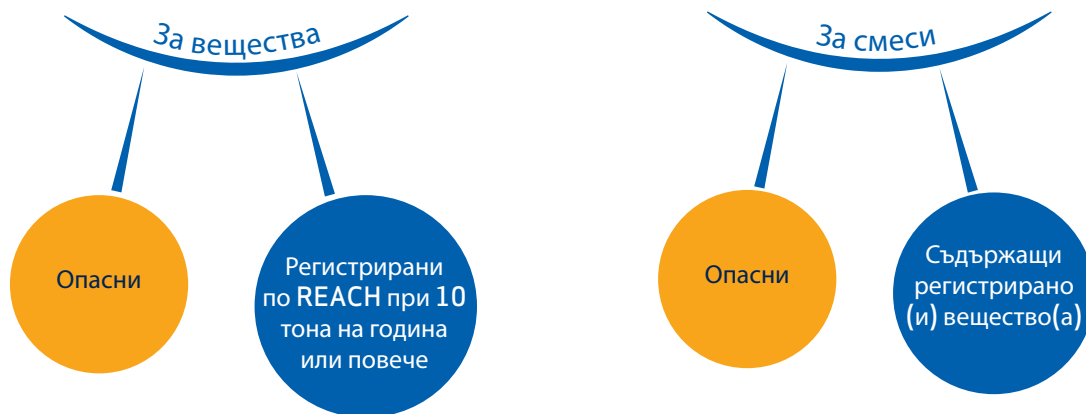 За вещества
Опасни
Регистрирани
по REACH при 10
тона на година
или повече
За смеси
Опасни
Съдържащи
регистрирано
(и) вещество(а)